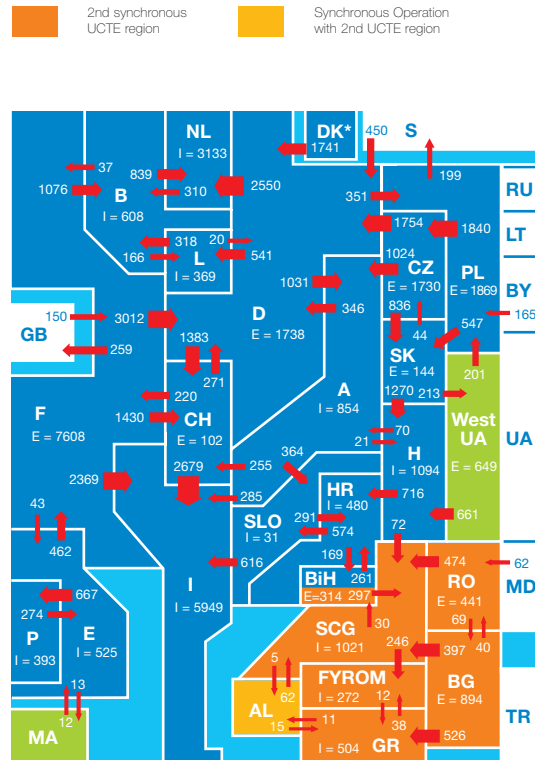 2nd synchronous
UCTE region
Synchronous Operation
with 2nd UCTE region
NL
I = 3133
DK*
1741
450
S
199
37
1076
B
I = 608
839
310
2550
351
RU
318
166
20
541
L
I = 369
1754
1840
LT
1024
CZ
E = 1730
PL
E = 1869
BY
165
1031
346
D
E = 1738
836
44
547
150
GB
259
3012
1383
271
SK
E = 144
201
F
E = 7608
220
1430
CH
E = 102
A
I = 854
1270
213
West
UA
E = 649
UA
70
21
H
I = 1094
2369
2679
255
285
364
HR
I = 480
716
661
43
462
SLO
I = 31
291
574
72
616
169
261
BiH
E=314
297
474
RO
E = 441
62
MD
667
274
P
I = 393
E
I = 525
I
I = 5949
30
SCG
I = 1021
69
40
246
397
5
62
FYROM
I = 272
12
38
BG
E = 894
13
12
MA
AL
15
11
I = 504
GR
526
TR